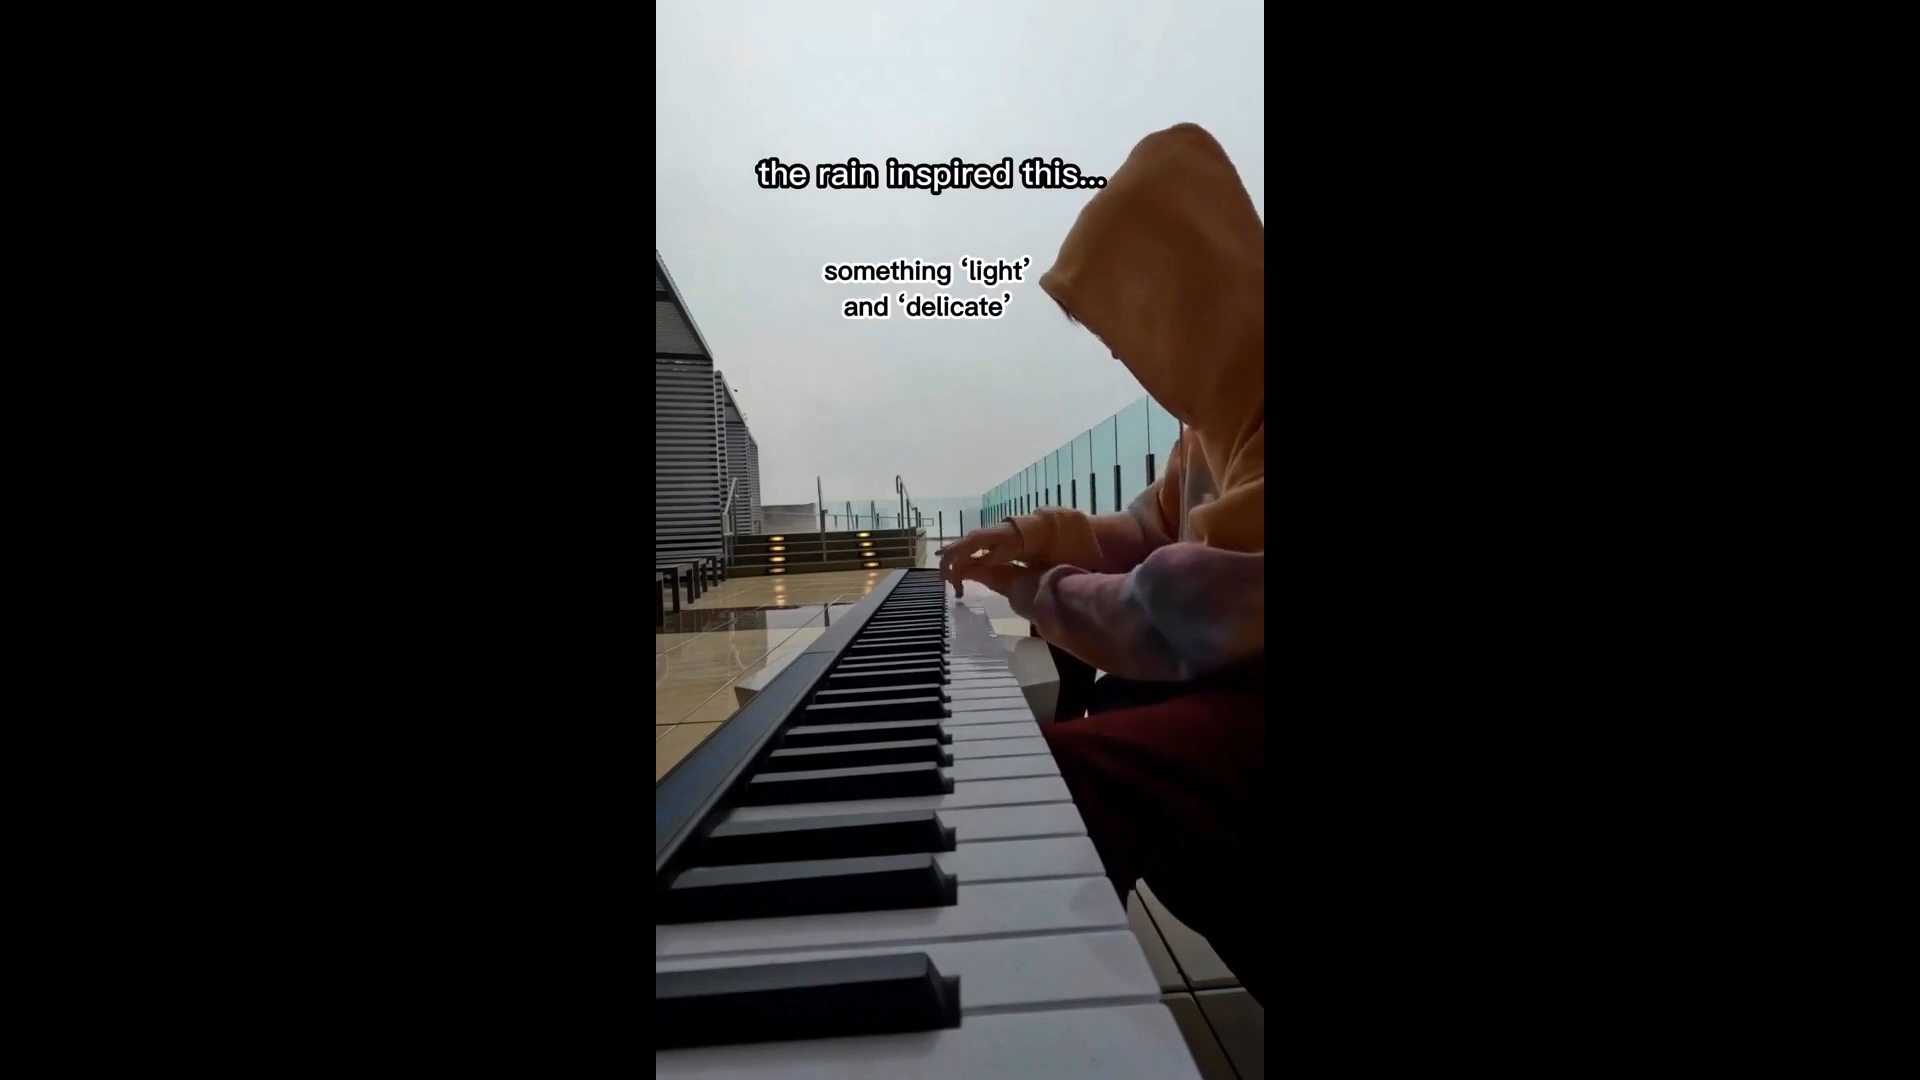 the rain inspired this...
something ‘light’
and ‘delicate’